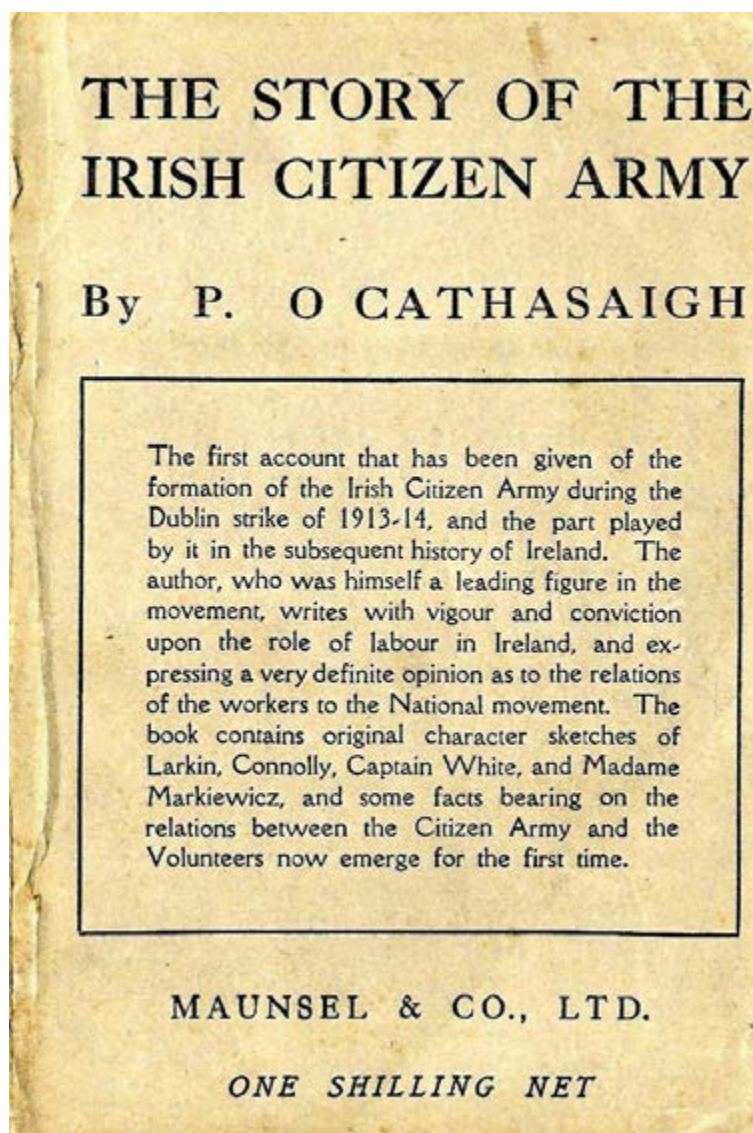 THE STORY OF THE
IRISH CITIZEN ARMY
By P. O CATHASAIGH
The first account that has been given of the
formation of the Irish Citizen Army during the
Dublin strike of 1913-14, and the part played
by it in the subsequent history of Ireland. The
author, who was himself a leading figure in the
movement, writes with vigour and conviction
upon the role of labour in Ireland, and ex-
pressing a very definite opinion as to the relations
of the workers to the National movement. The
book contains original character sketches of
Larkin, Connolly, Captain White, and Madame
Markiewicz, and some facts bearing on the
relations between the Citizen Army and the
Volunteers now emerge for the first time.
MAUNSEL & CO., LTD.
ONE SHILLING NET